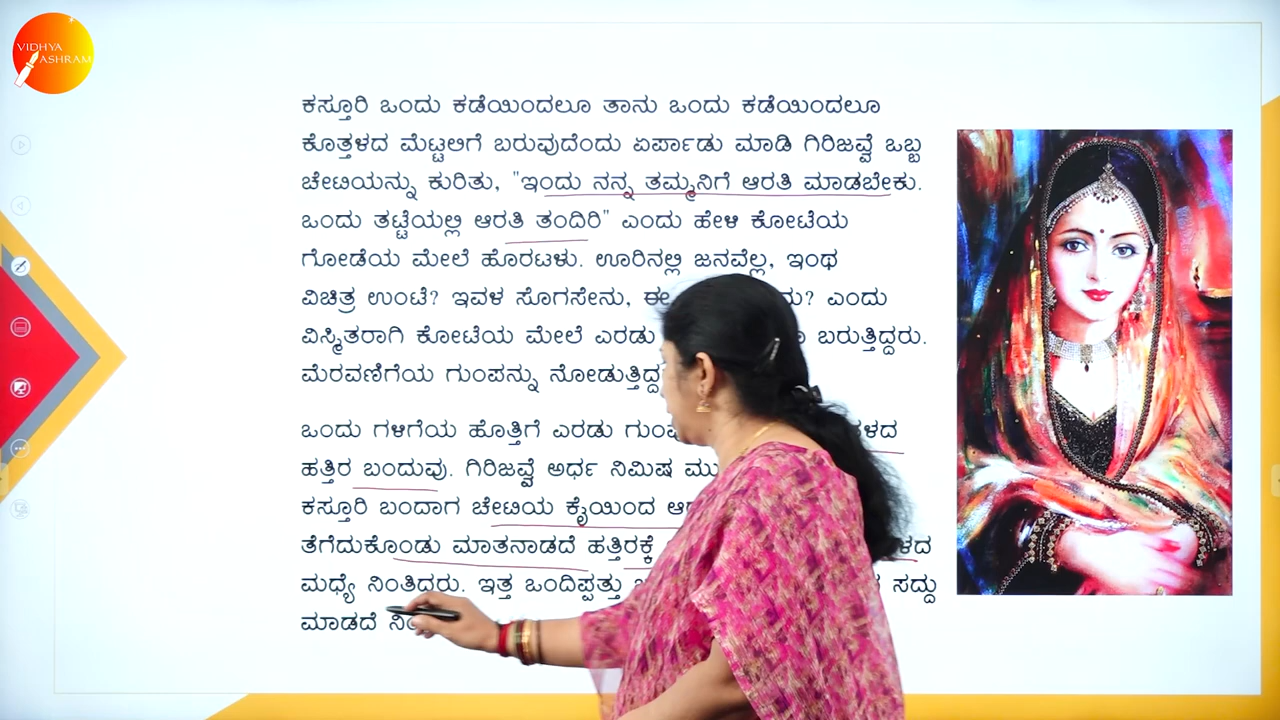 VIDHYA
ASHRAM
ಕಸ್ತೂರಿ ಒಂದು ಕಡೆಯಿಂದಲೂ ತಾನು ಒಂದು ಕಡೆಯಿಂದಲೂ
ಕೊತ್ತಳದ ಮೆಟ್ಟಲಿಗೆ ಬರುವುದೆಂದು ಏರ್ಪಾಡು ಮಾಡಿ ಗಿರಿಜವ್ವೆ ಒಬ್ಬ
ಚೇಟಿಯನ್ನು ಕುರಿತು, "ಇಂದು ನನ್ನ ತಮ್ಮನಿಗೆ ಆರತಿ ಮಾಡಬೇಕು.
ಒಂದು ತಟ್ಟೆಯಲ್ಲಿ ಆರತಿ ತಂದಿರಿ" ಎಂದು ಹೇಳಿ ಕೋಟೆಯ
ಗೋಡೆಯ ಮೇಲೆ ಹೊರಟಳು. ಊರಿನಲ್ಲಿ ಜನವೆಲ್ಲ, ಇಂಥ
ವಿಚಿತ್ರ ಉಂಟೆ? ಇವಳ ಸೊಗಸೇನು, ಎಂದು
ವಿಸ್ಮಿತರಾಗಿ ಕೋಟೆಯ ಮೇಲೆ ಎರಡು ಬರುತ್ತಿದ್ದರು.
ಮೆರವಣಿಗೆಯ ಗುಂಪನ್ನು
ಒಂದು ಗಳಿಗೆಯ ಹೊತ್ತಿಗೆ ಎರಡು
ಹತ್ತಿರ ಬಂದುವು. ಗಿರಿಜವ್ವೆ ಅರ್ಧ ನಿಮಿಷ
ಕಸ್ತೂರಿ ಬಂದಾಗ ಚೇಟಿಯ ಕೈಯಿಂದ
ತೆಗೆದುಕೊಂಡು ಮಾತನಾಡದೆ ಹತ್ತಿರಕ್ಕೆ
ಮಧ್ಯೆ ನಿಂತಿದ್ದರು. ಇತ್ತ ಒಂದಿಪ್ಪತ್ತು ಸದ್ದು
ಮಾಡದೆ